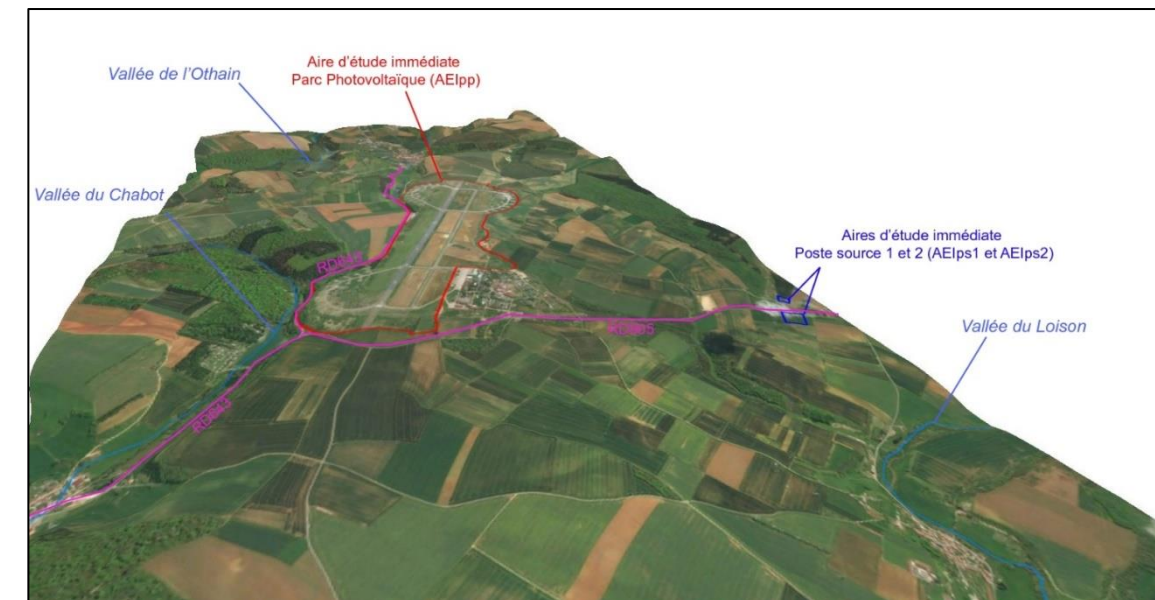 Aire d'étude immédiate
Parc Photovoltaïque (AEIpp)
Vallée de l'Othain
Vallée du Chabot
Aires d'étude immédiate
Poste source 1 et 2 (AEIps1 et AEIps2)
Vallée du Loison